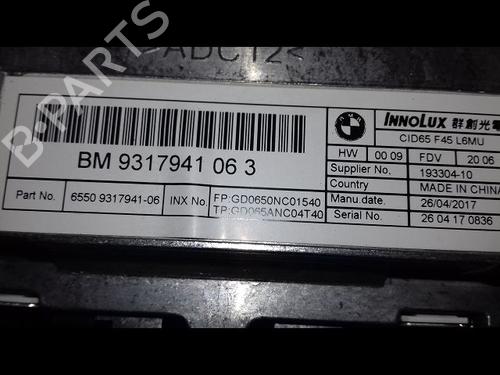 >ADC12<
B-PARTS
BMW
INNOLUX 群創光電
CID65 F45 L6MU
BM 9317941 06 3
HW 00 09 FDV 20 06
Supplier No. 193304-10
Country MADE IN CHINA
Manu.date. 26/04/2017
Serial No. 26 04 17 0836
Part No. 6550 9317941-06 INX No. FP:GD0650NC01540
TP:GD065ANC04T40